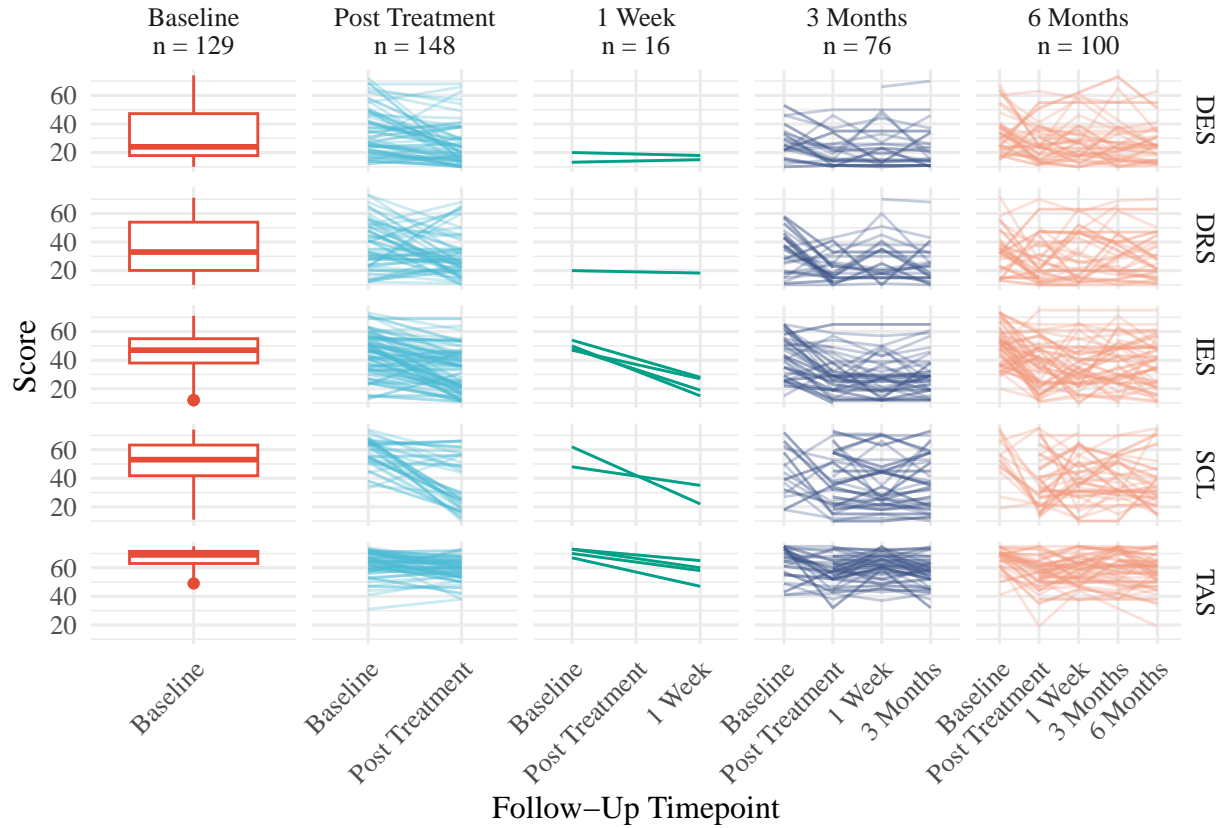 Baseline
n = 129
Post Treatment
n = 148
1 Week
n = 16
3 Months
n = 76
6 Months
n = 100
Score
60
40
20
DES
60
40
20
DRS
60
40
20
IES
60
40
20
SCL
60
40
20
TAS
Baseline
Baseline
Post Treatment
Baseline
Post Treatment
1 Week
Baseline
Post Treatment
1 Week
3 Months
Baseline
Post Treatment
1 Week
3 Months
6 Months
Follow−Up Timepoint